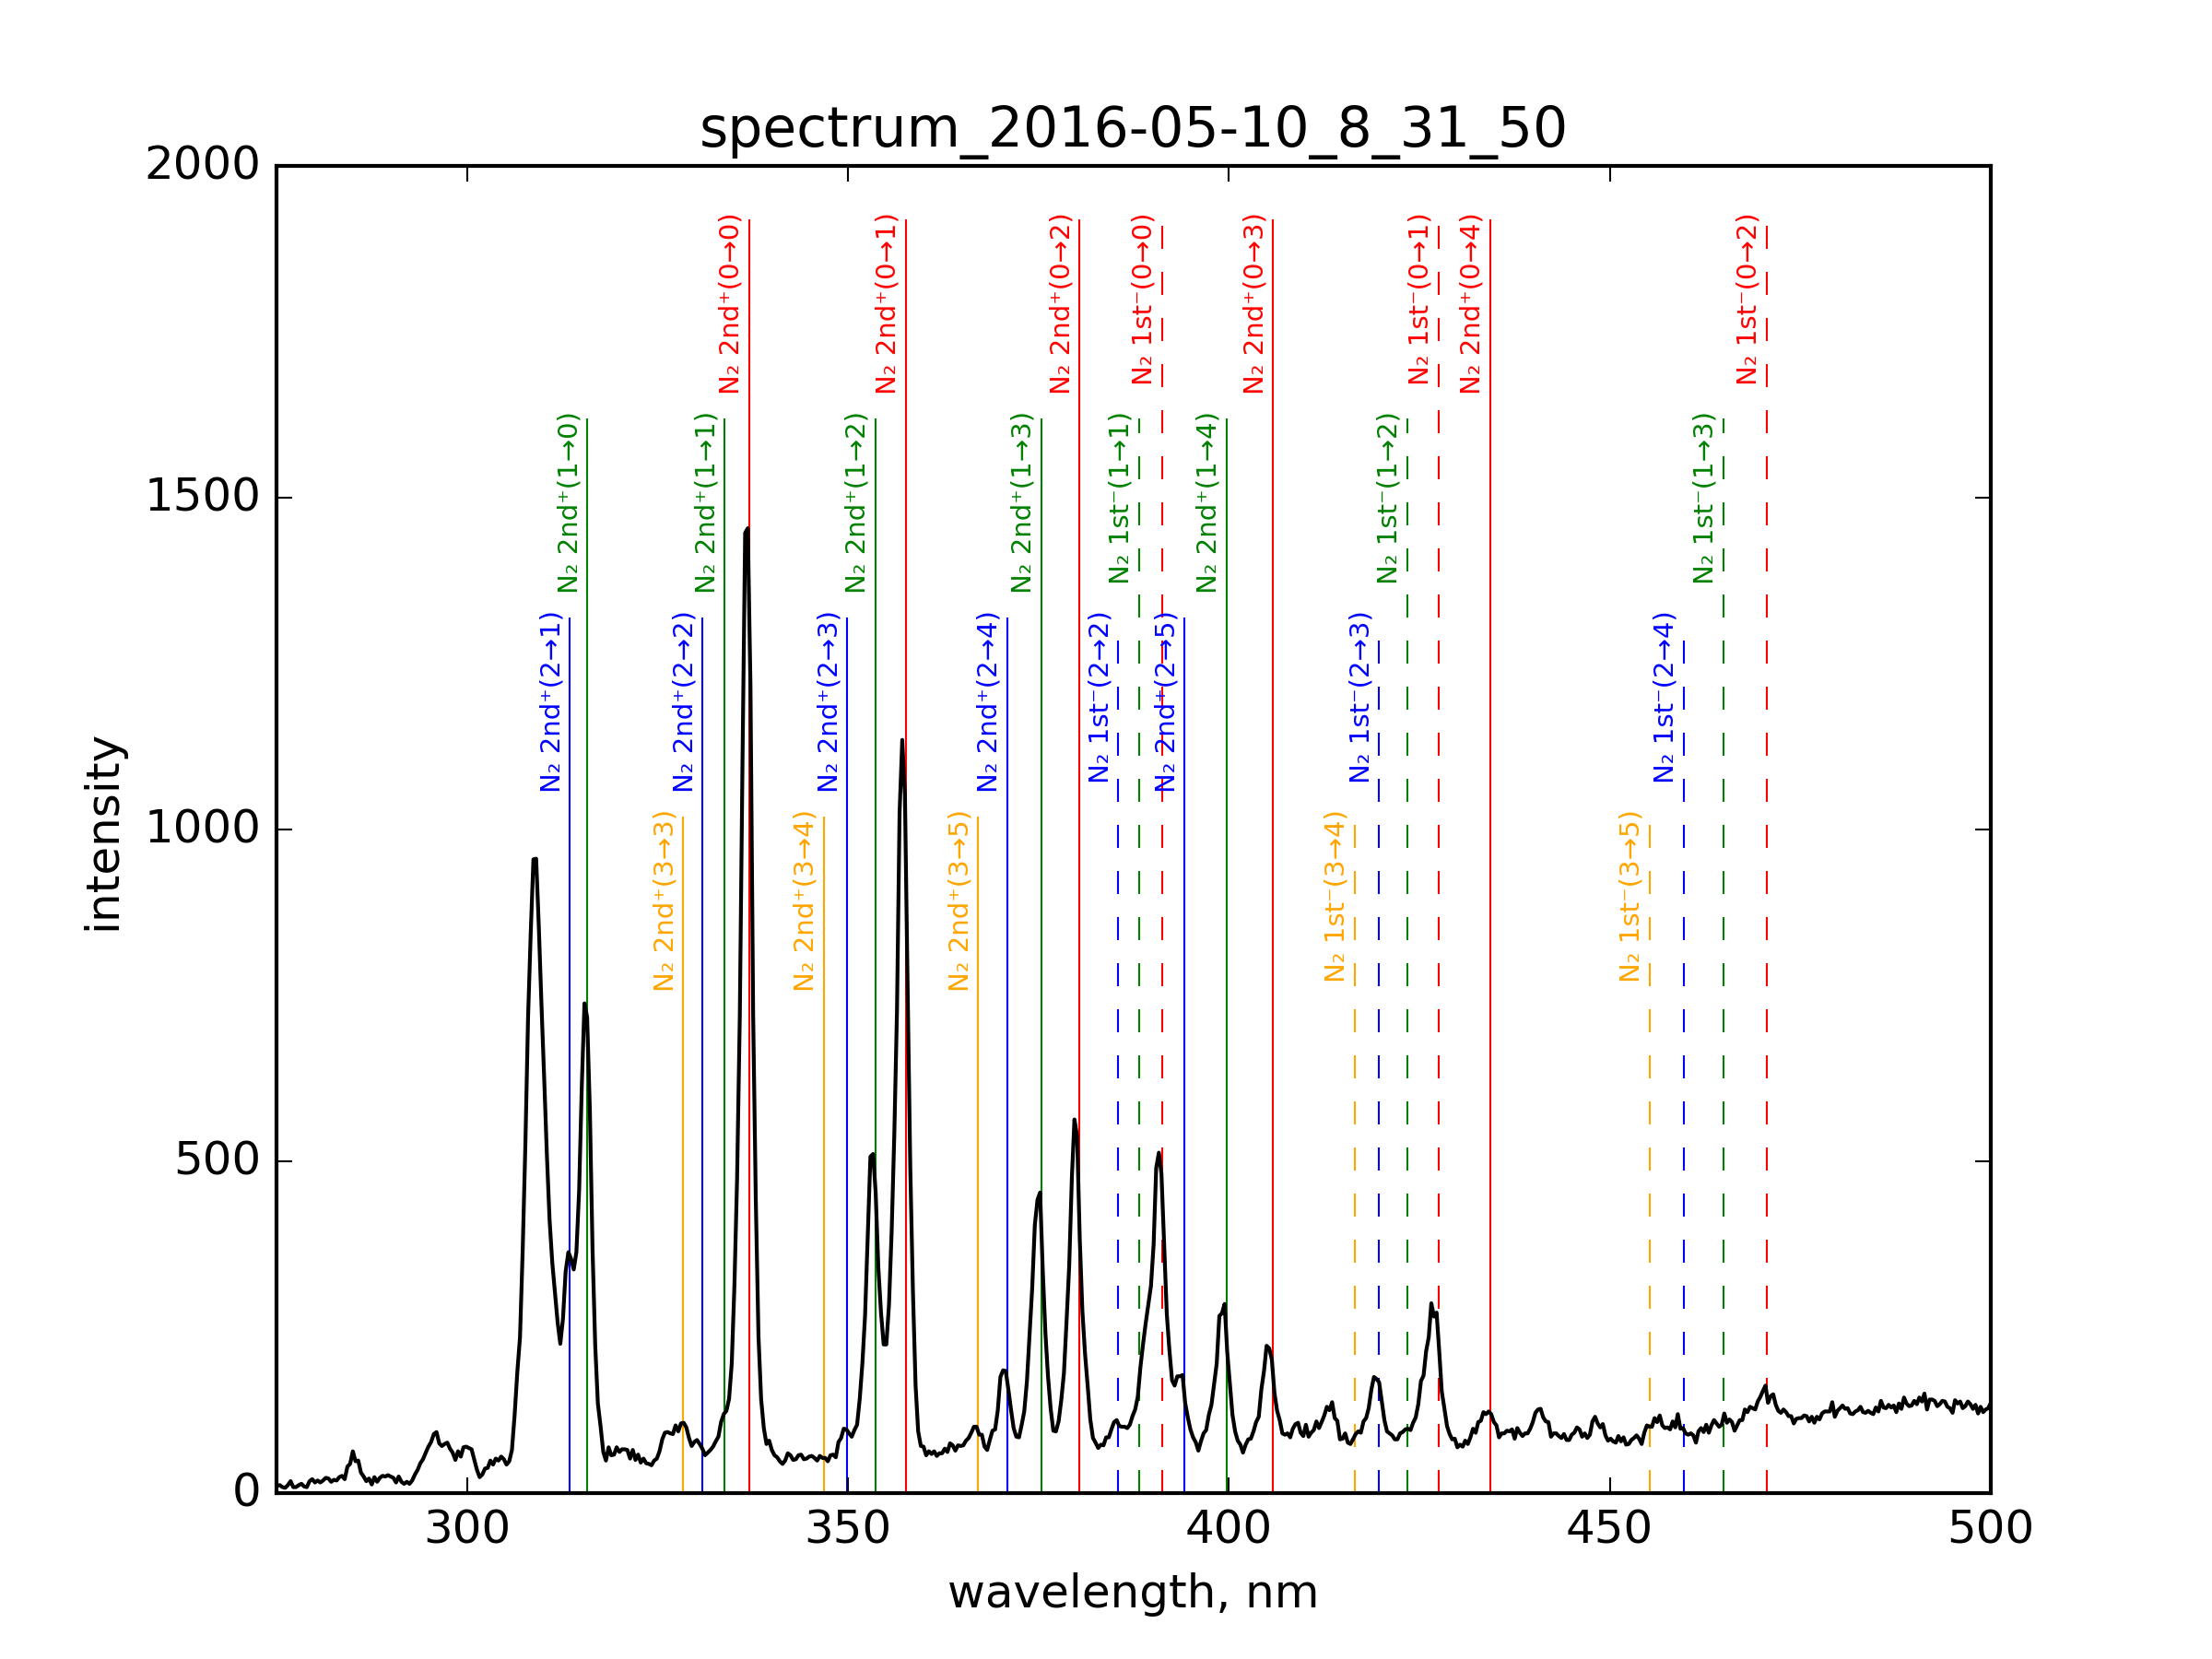 spectrum_2016-05-10_8_31_50
2000
1500
1000
500
0
intensity
N₂ 2nd⁺(0→0)
N₂ 2nd⁺(0→1)
N₂ 2nd⁺(0→2)
N₂ 1st⁻(0→0)
N₂ 2nd⁺(0→3)
N₂ 1st⁻(0→1)
N₂ 2nd⁺(0→4)
N₂ 1st⁻(0→2)
N₂ 2nd⁺(1→0)
N₂ 2nd⁺(1→1)
N₂ 2nd⁺(1→2)
N₂ 2nd⁺(1→3)
N₂ 1st⁻(1→1)
N₂ 2nd⁺(1→4)
N₂ 1st⁻(1→2)
N₂ 1st⁻(1→3)
N₂ 2nd⁺(2→1)
N₂ 2nd⁺(2→2)
N₂ 2nd⁺(2→3)
N₂ 2nd⁺(2→4)
N₂ 1st⁻(2→2)
N₂ 2nd⁺(2→5)
N₂ 1st⁻(2→3)
N₂ 1st⁻(2→4)
N₂ 2nd⁺(3→3)
N₂ 2nd⁺(3→4)
N₂ 2nd⁺(3→5)
N₂ 1st⁻(3→4)
N₂ 1st⁻(3→5)
300 350 400 450 500
wavelength, nm